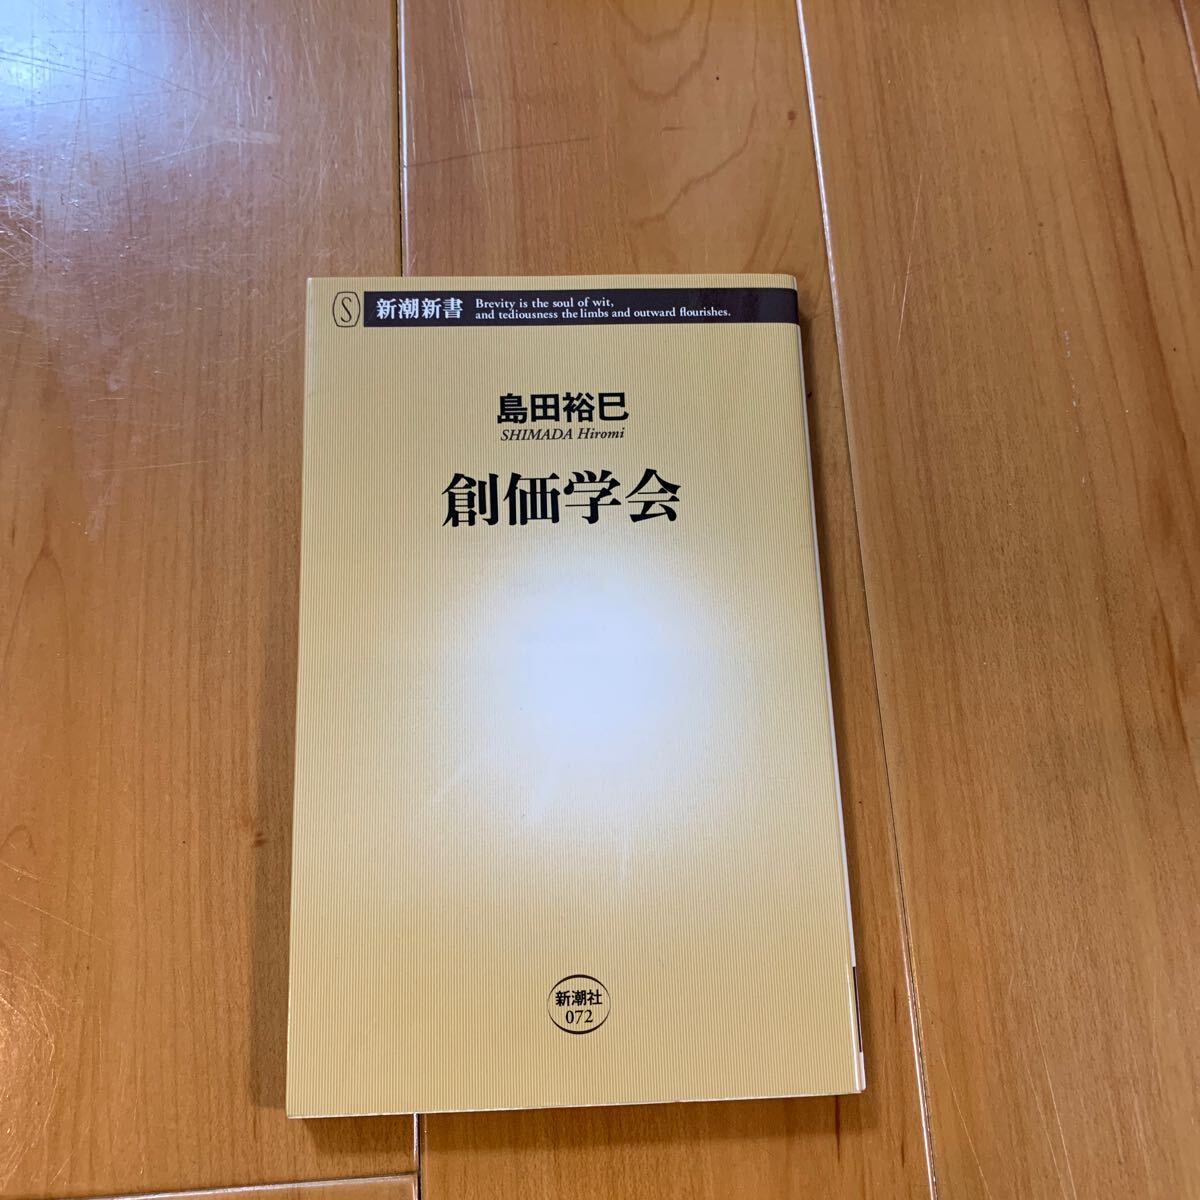 S 新潮新書 Brevity is the soul of wit,
and tediousness the limbs and outward flourishes.
島田裕巳
SHIMADA Hiromi
創価学会
新潮社
072